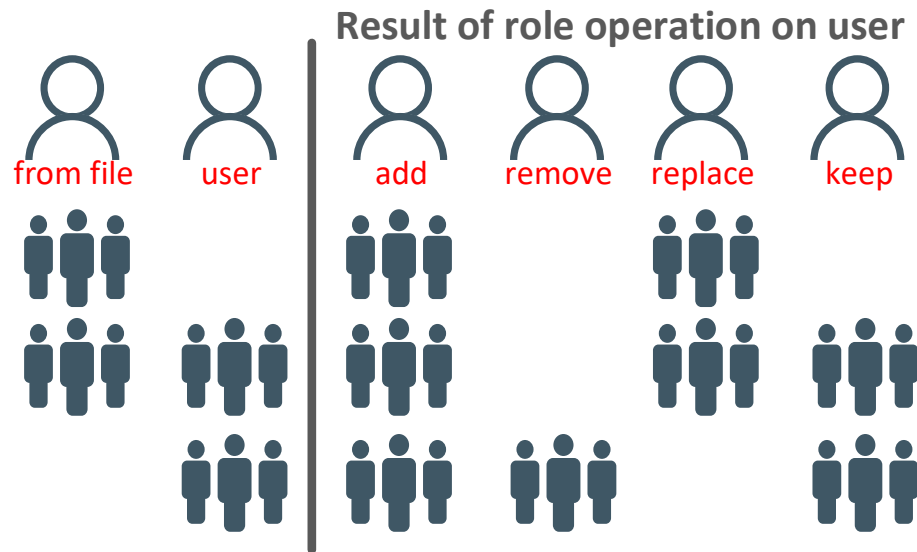 Result of role operation on user
from file user add remove replace keep